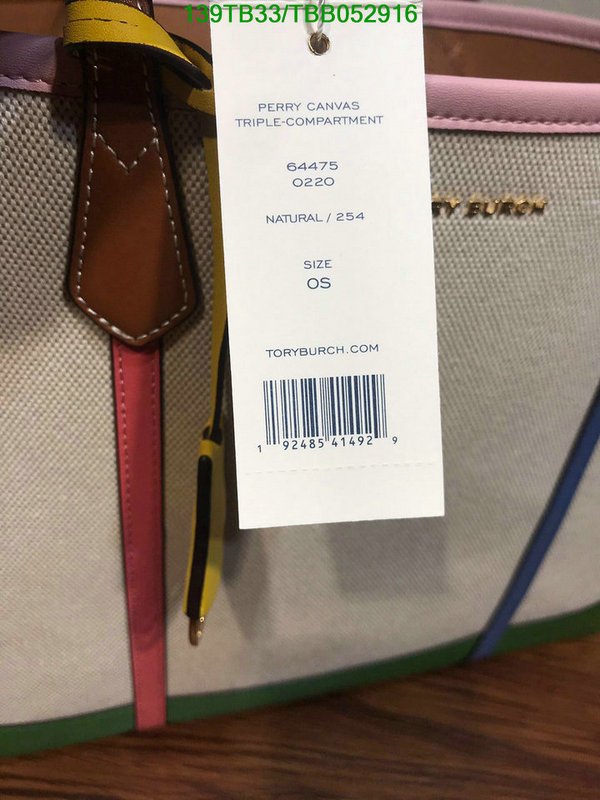 139TB33/TBB052916
PERRY CANVAS
TRIPLE-COMPARTMENT
64475
0220
NATURAL / 254
RY BURCH
SIZE
OS
TORYBURCH.COM
1 92485 41492 9